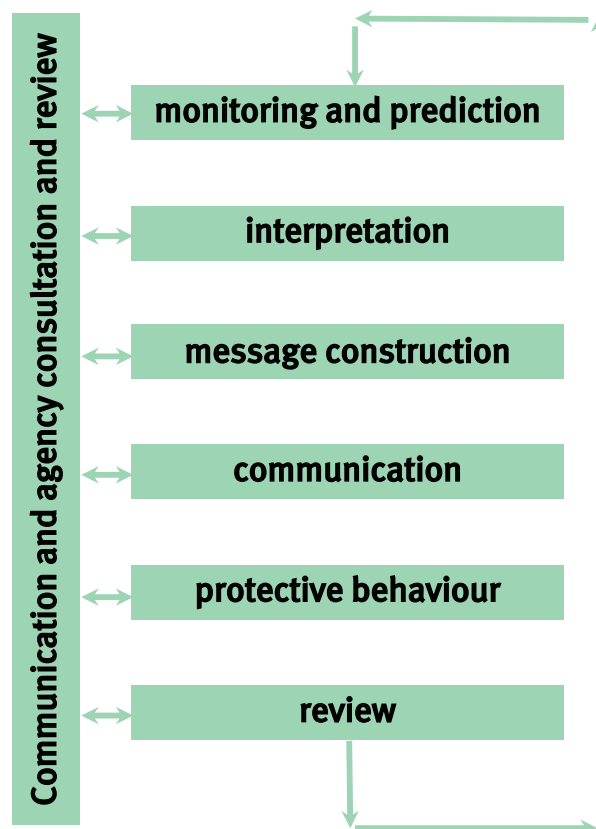 Communication and agency consultation and review
monitoring and prediction
interpretation
message construction
communication
protective behaviour
review